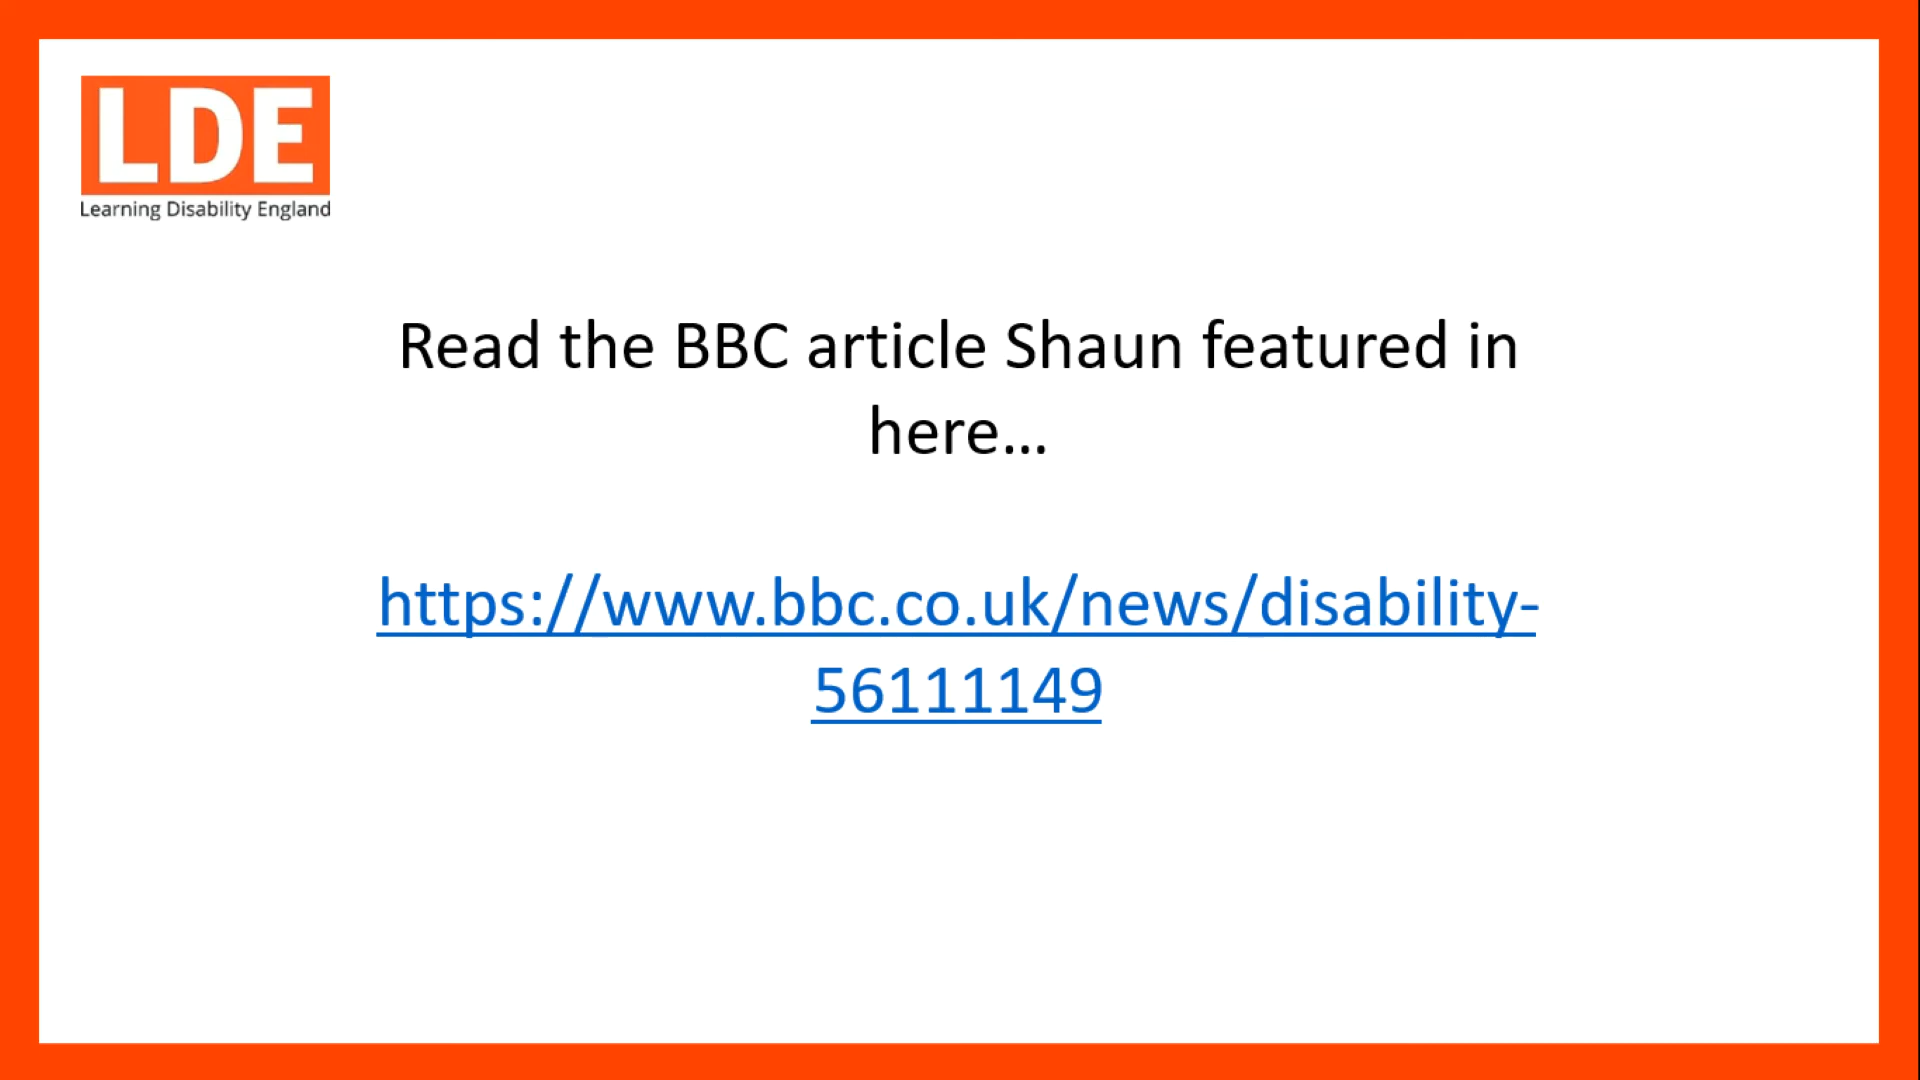 LDE
Learning Disability England
Read the BBC article Shaun featured in
here...
https://www.bbc.co.uk/news/disability-
56111149